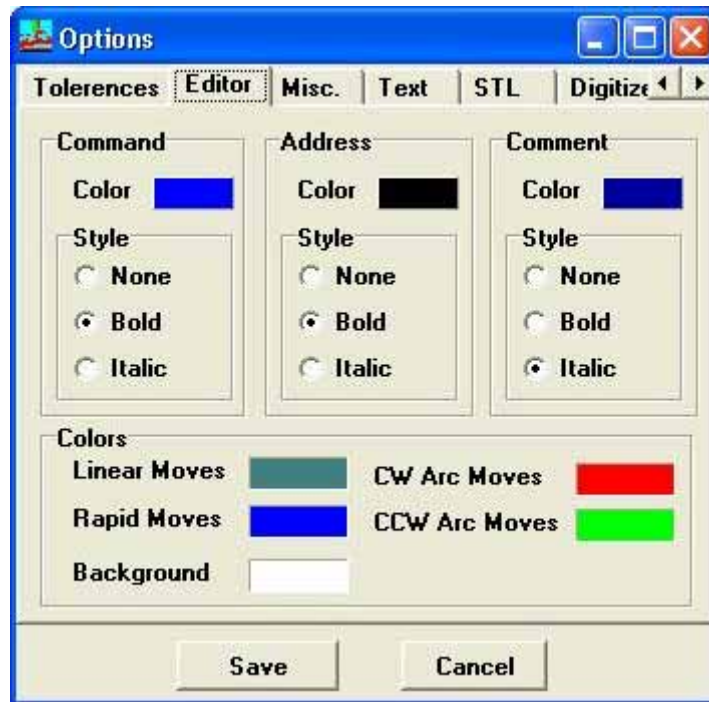 Options
Tolerences Editor Misc. Text STL Digitize
Command Address Comment
Color Color Color
Style Style Style
None None None
Bold Bold Bold
Italic Italic Italic
Colors
Linear Moves CW Arc Moves
Rapid Moves CCW Arc Moves
Background
Save Cancel